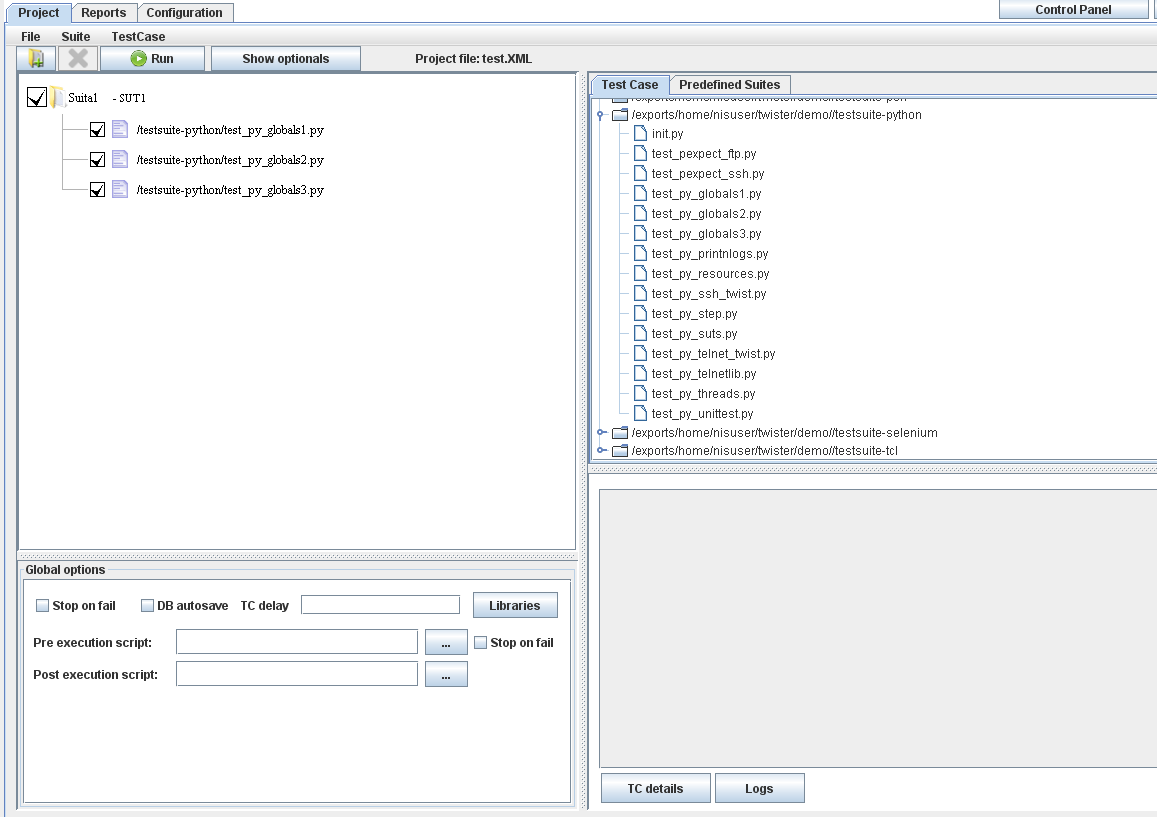 Project Reports Configuration Control Panel
File Suite TestCase
Run Show optionals Project file: test.XML
Suita1 - SUT1
/testsuite-python/test_py_globals1.py
/testsuite-python/test_py_globals2.py
/testsuite-python/test_py_globals3.py
Test Case Predefined Suites
/exports/home/nisuser/twister/demo//testsuite-python
init.py
test_pexpect_ftp.py
test_pexpect_ssh.py
test_py_globals1.py
test_py_globals2.py
test_py_globals3.py
test_py_printnlogs.py
test_py_resources.py
test_py_ssh_twist.py
test_py_step.py
test_py_suts.py
test_py_telnet_twist.py
test_py_telnetlib.py
test_py_threads.py
test_py_unittest.py
/exports/home/nisuser/twister/demo//testsuite-selenium
/exports/home/nisuser/twister/demo//testsuite-tcl
Global options
Stop on fail DB autosave TC delay Libraries
Pre execution script: ... Stop on fail
Post execution script: ...
TC details Logs